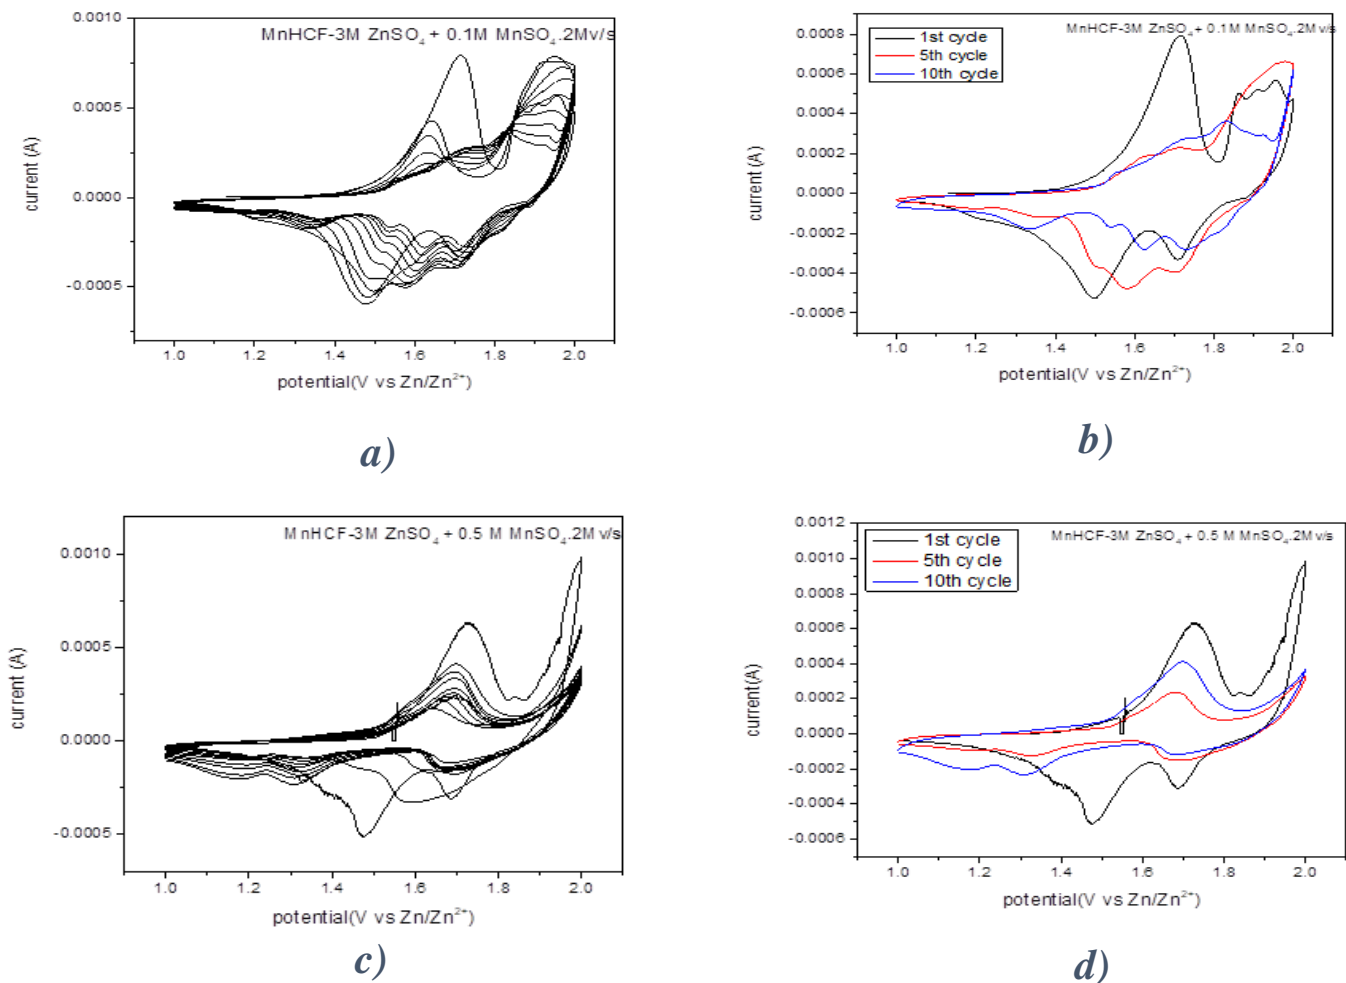 MnHCF-3M ZnSO₄ + 0.1M MnSO₄.2Mv/s
0.0010
0.0005
0.0000
-0.0005
current (A)
1.0 1.2 1.4 1.6 1.8 2.0
potential(V vs Zn/Zn²⁺)
a)
MnHCF-3M ZnSO₄ + 0.1M MnSO₄.2Mv/s
1st cycle
5th cycle
10th cycle
0.0008
0.0006
0.0004
0.0002
0.0000
-0.0002
-0.0004
-0.0006
current (A)
1.0 1.2 1.4 1.6 1.8 2.0
potential(V vs Zn/Zn²⁺)
b)
MnHCF-3M ZnSO₄ + 0.5 M MnSO₄.2Mv/s
0.0010
0.0005
0.0000
-0.0005
current (A)
1.0 1.2 1.4 1.6 1.8 2.0
potential(V vs Zn/Zn²⁺)
c)
MnHCF-3M ZnSO₄ + 0.5 M MnSO₄.2Mv/s
1st cycle
5th cycle
10th cycle
0.0012
0.0010
0.0008
0.0006
0.0004
0.0002
0.0000
-0.0002
-0.0004
-0.0006
current(A)
1.0 1.2 1.4 1.6 1.8 2.0
potential(V vs Zn/Zn²⁺)
d)